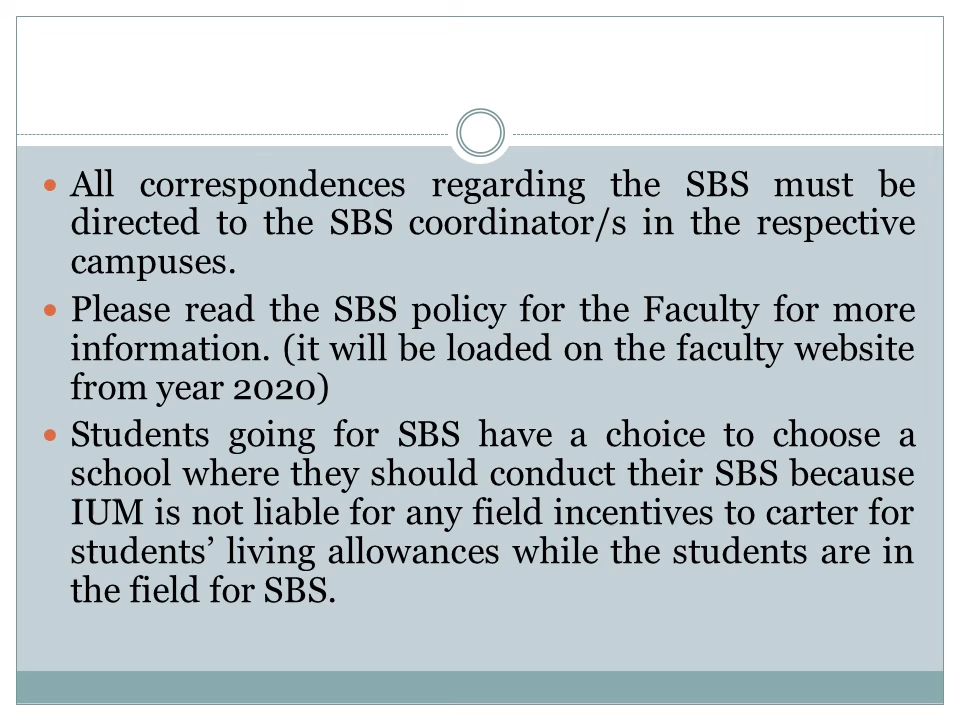 All correspondences regarding the SBS must be
directed to the SBS coordinator/s in the respective
campuses.
Please read the SBS policy for the Faculty for more
information. (it will be loaded on the faculty website
from year 2020)
Students going for SBS have a choice to choose a
school where they should conduct their SBS because
IUM is not liable for any field incentives to carter for
students’ living allowances while the students are in
the field for SBS.